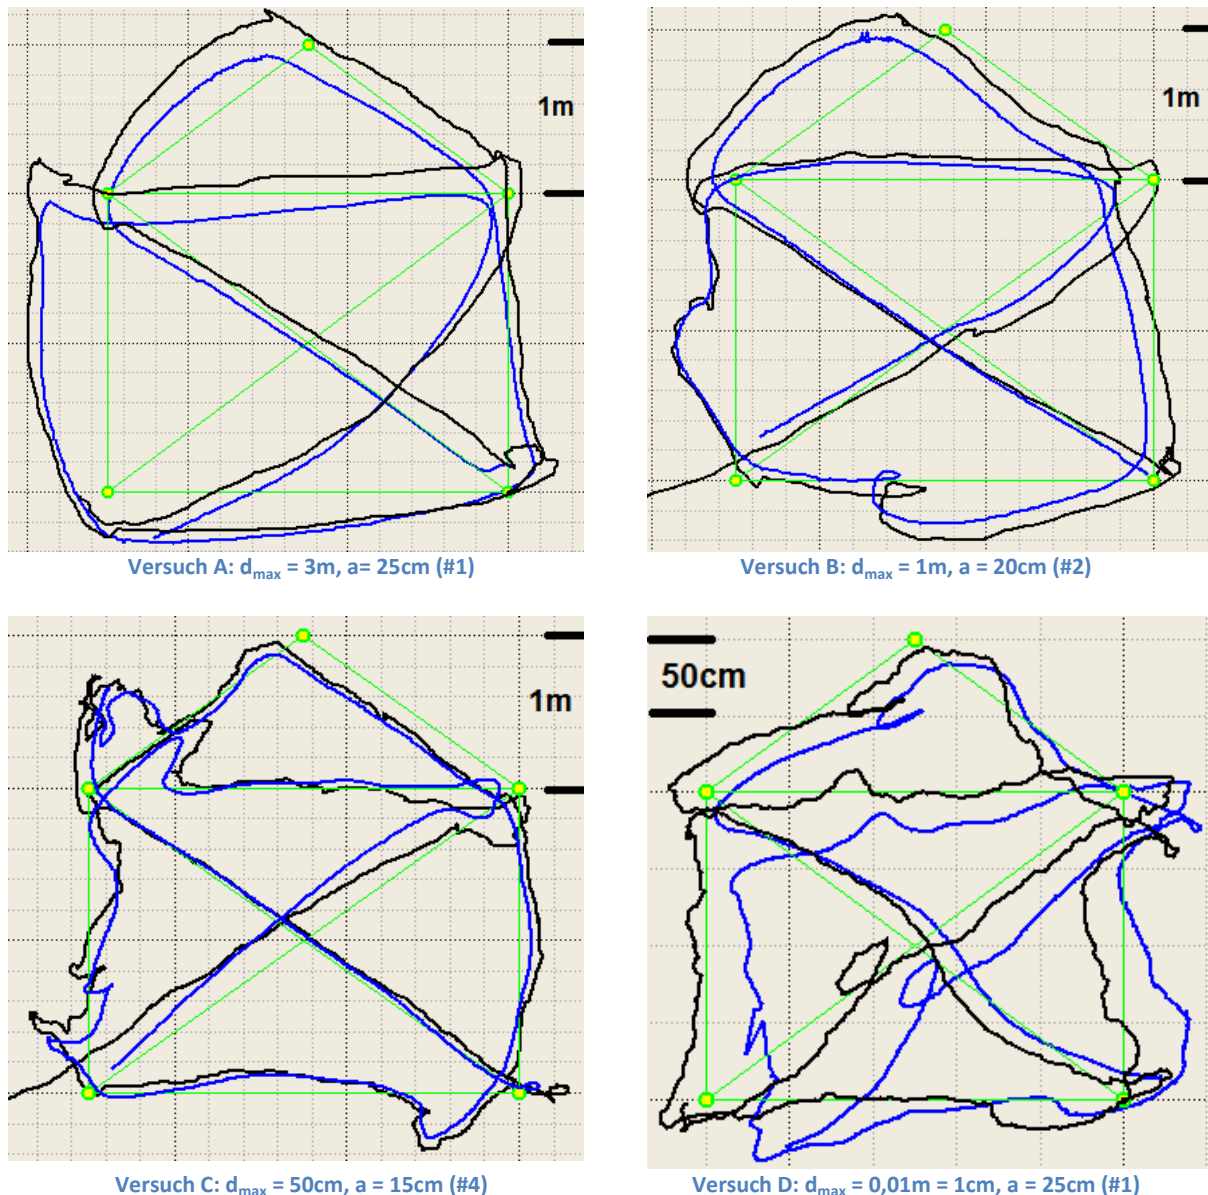 1m
1m
Versuch A: dmax = 3m, a= 25cm (#1)
Versuch B: dmax = 1m, a = 20cm (#2)
1m
50cm
Versuch C: dmax = 50cm, a = 15cm (#4)
Versuch D: dmax = 0,01m = 1cm, a = 25cm (#1)